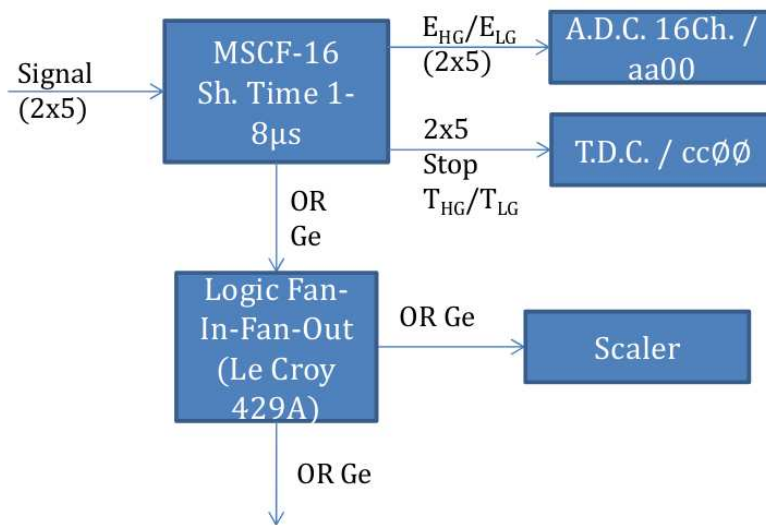 Signal
(2x5)
MSCF-16
Sh. Time 1-
8μs
E_HG/E_LG
(2x5)
A.D.C. 16Ch. /
aa00
2x5
Stop
T_HG/T_LG
T.D.C. / ccØØ
OR
Ge
Logic Fan-
In-Fan-Out
(Le Croy
429A)
OR Ge
Scaler
OR Ge